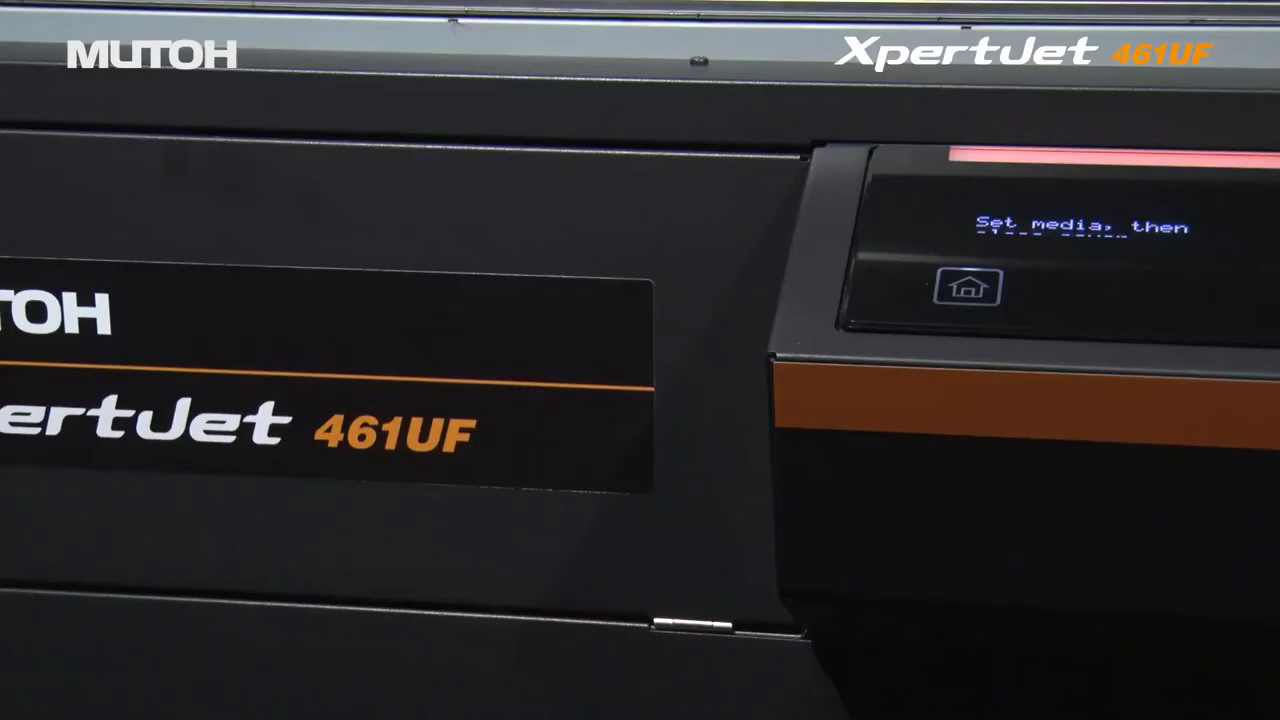 MUTOH
XpertJet 461UF
Set media, then
TOH
ertJet 461UF